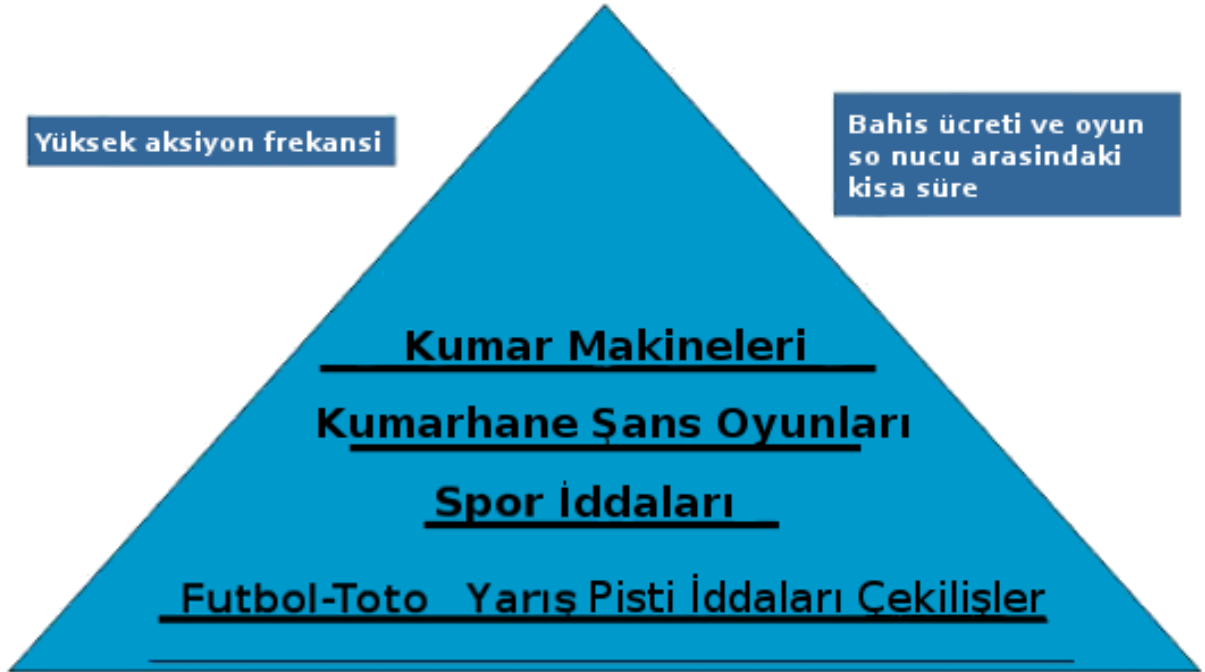 Yüksek aksiyon frekansi
Bahis ücreti ve oyun
so nucu arasindaki
kisa süre
Kumar Makineleri
Kumarhane Şans Oyunları
Spor İddaları
Futbol-Toto Yarış Pisti İddaları Çekilişler